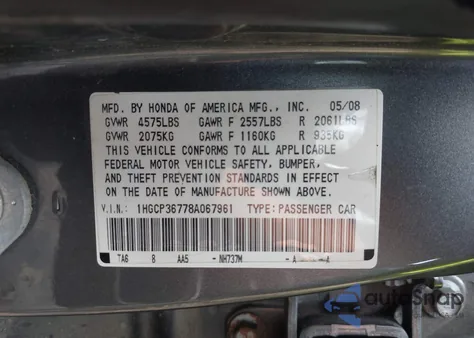 MFD. BY HONDA OF AMERICA MFG., INC. 05/08
GVWR 4575LBS GAWR F 2557LBS R 2061LBS
GVWR 2075KG GAWR F 1160KG R 935KG
THIS VEHICLE CONFORMS TO ALL APPLICABLE
FEDERAL MOTOR VEHICLE SAFETY, BUMPER,
AND THEFT PREVENTION STANDARDS IN EFFECT
ON THE DATE OF MANUFACTURE SHOWN ABOVE.
V.I.N.: 1HGCP36778A067961 TYPE: PASSENGER CAR
TA6 8 AA5 - NH737M - A - A
autoSnap